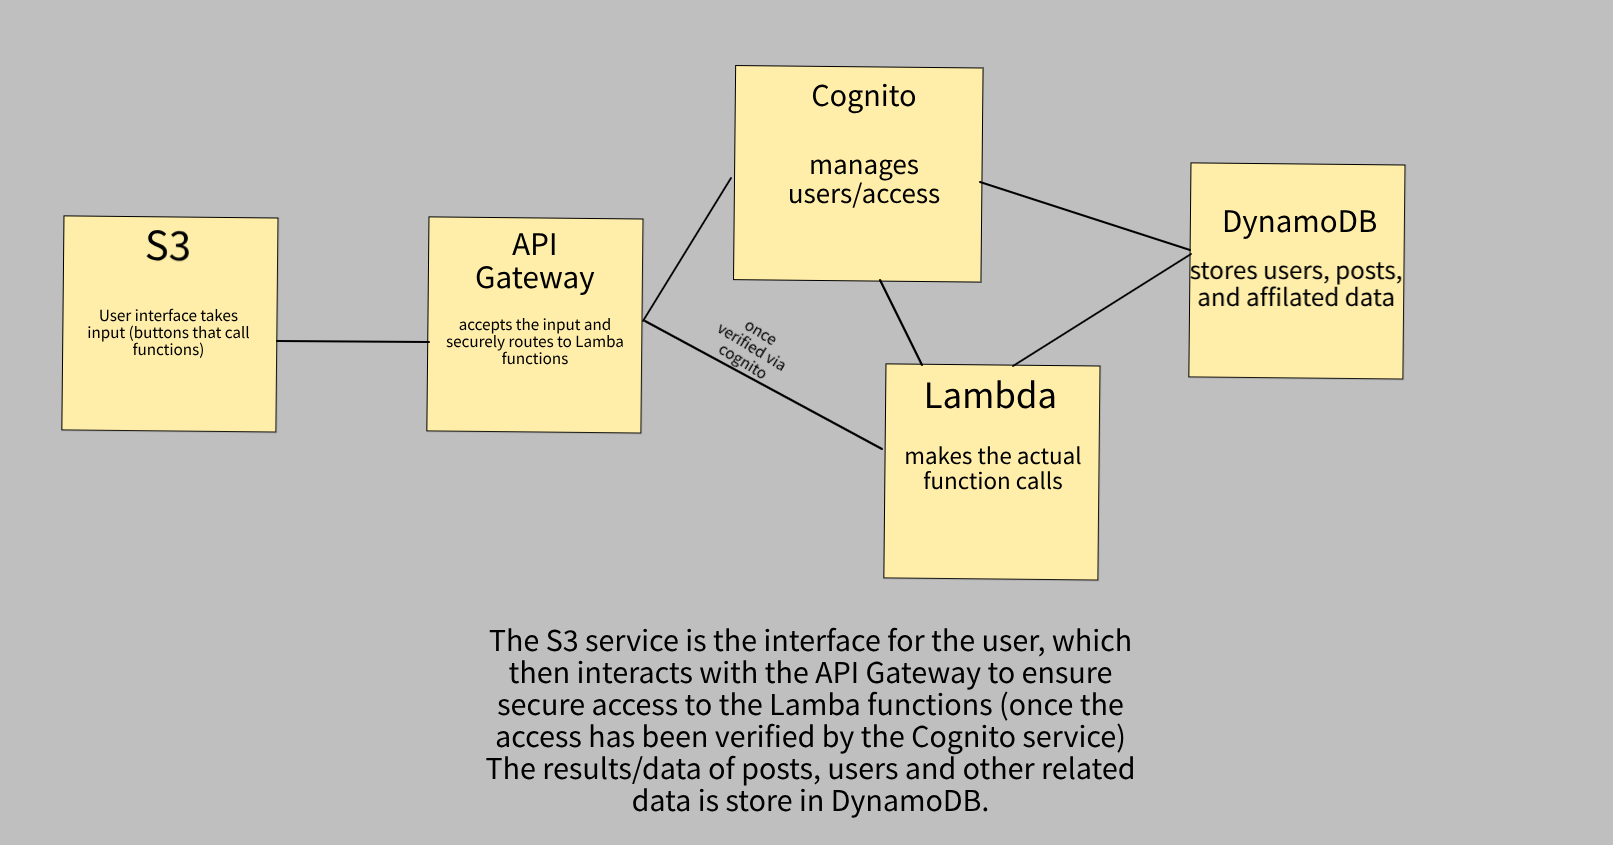 S3
User interface takes
input (buttons that call
functions)
API
Gateway
accepts the input and
securely routes to Lamba
functions
Cognito
manages
users/access
once
verified via
cognito
Lambda
makes the actual
function calls
DynamoDB
stores users, posts,
and affilated data
The S3 service is the interface for the user, which
then interacts with the API Gateway to ensure
secure access to the Lamba functions (once the
access has been verified by the Cognito service)
The results/data of posts, users and other related
data is store in DynamoDB.